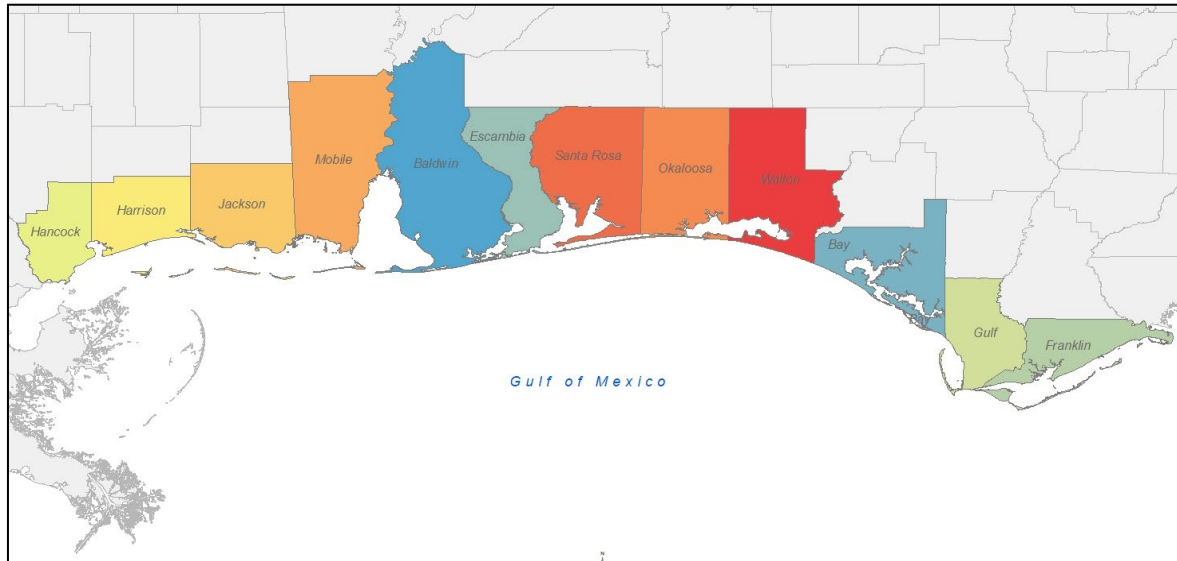 Hancock
Harrison
Jackson
Mobile
Baldwin
Escambia
Santa Rosa
Okaloosa
Walton
Bay
Gulf
Franklin
Gulf of Mexico
N